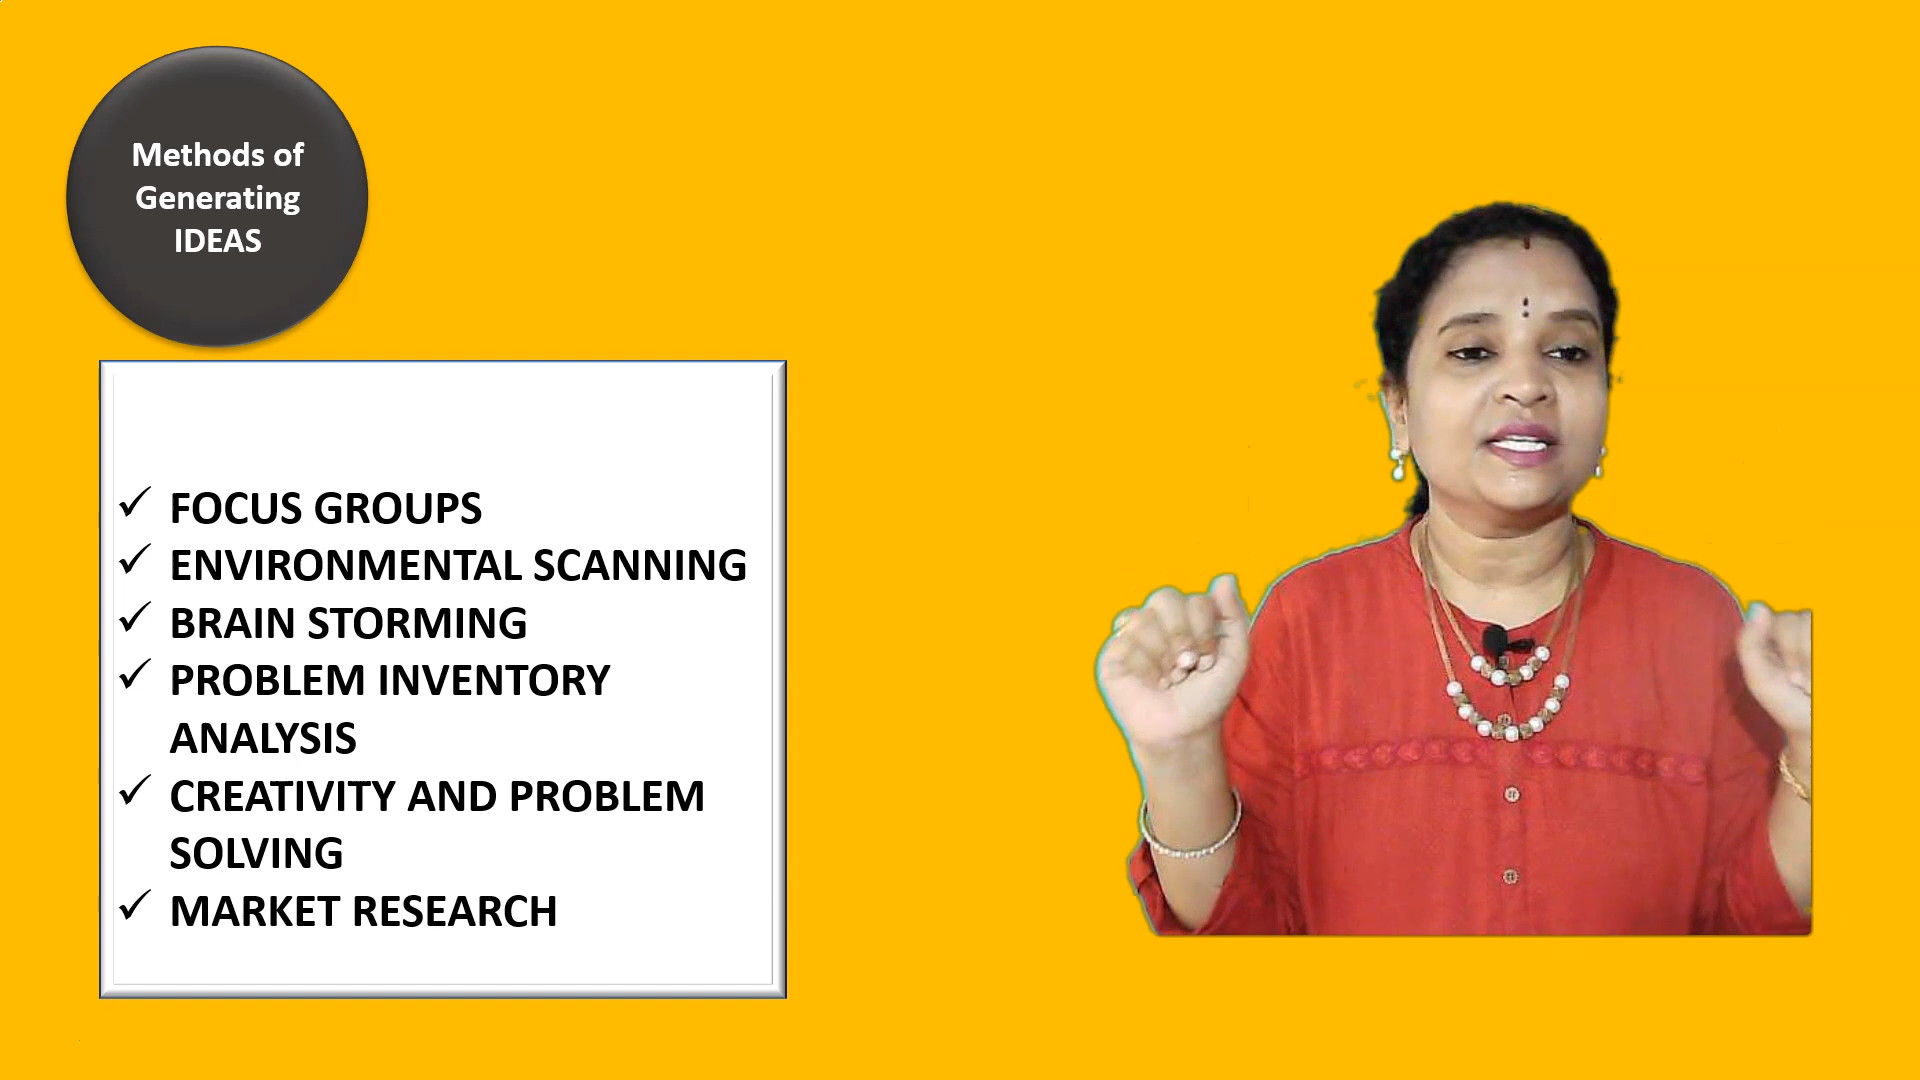 Methods of
Generating
IDEAS
✓ FOCUS GROUPS
✓ ENVIRONMENTAL SCANNING
✓ BRAIN STORMING
✓ PROBLEM INVENTORY
ANALYSIS
✓ CREATIVITY AND PROBLEM
SOLVING
✓ MARKET RESEARCH